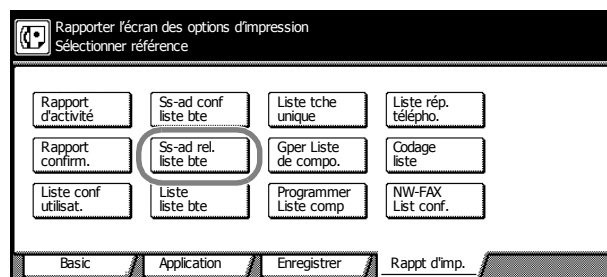 Rapporter l'écran des options d'impression
Sélectionner référence
Rapport
d'activité
Ss-ad conf
liste bte
Liste tche
unique
Liste rép.
télépho.
Rapport
confirm.
Ss-ad rel.
liste bte
Gper Liste
de compo.
Codage
liste
Liste conf
utilisat.
Liste
liste bte
Programmer
Liste comp
NW-FAX
List conf.
Basic
Application
Enregistrer
Rappt d'imp.